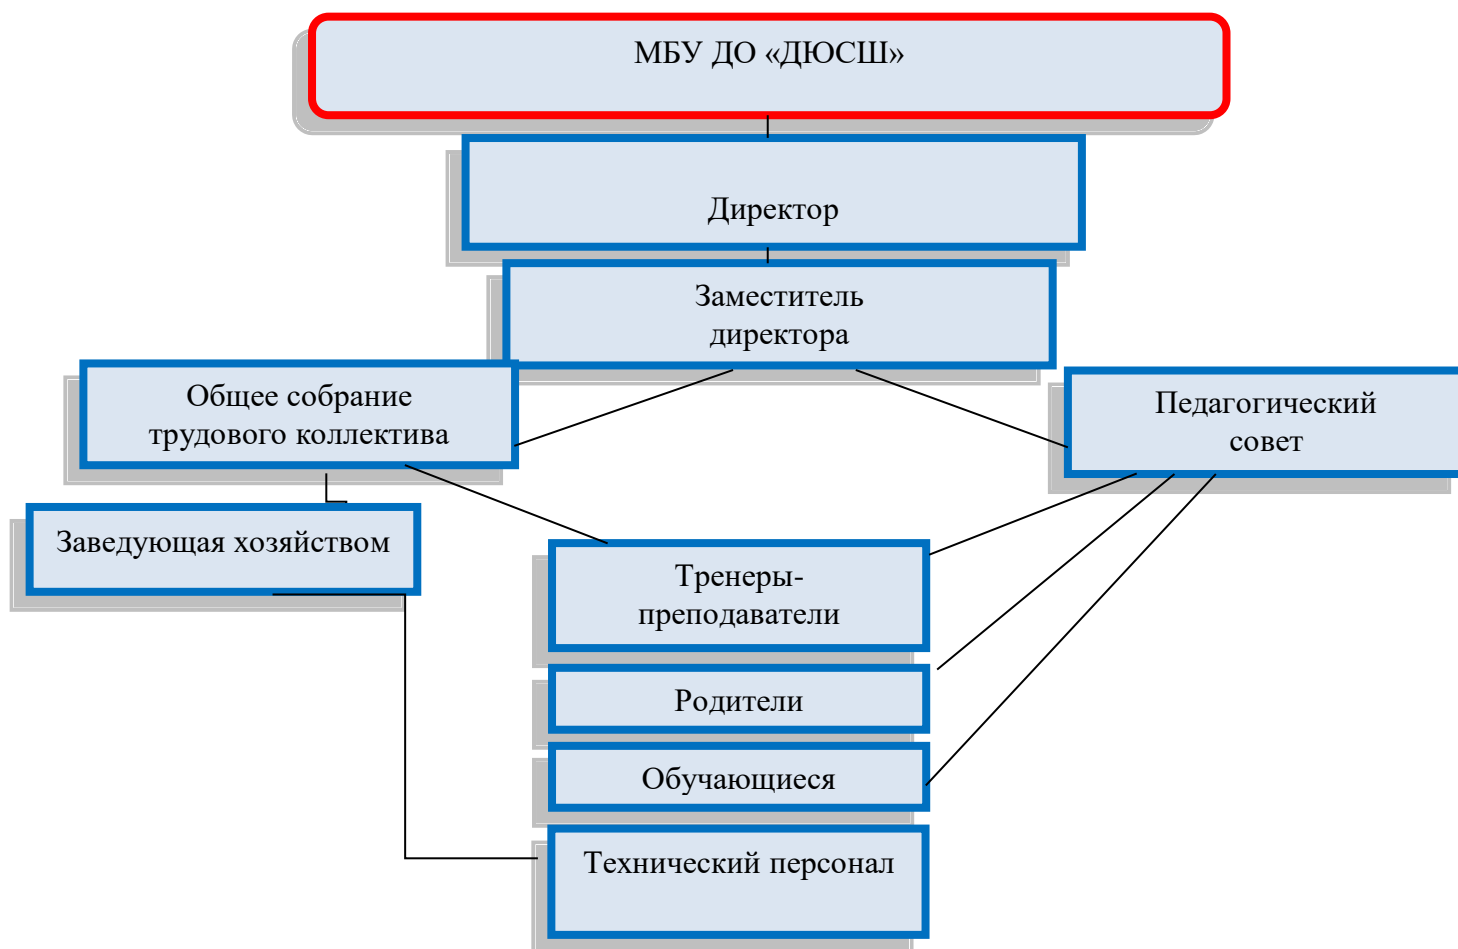 МБУ ДО «ДЮСШ»
Директор
Заместитель
директора
Общее собрание
трудового коллектива
Педагогический
совет
Заведующая хозяйством
Тренеры-
преподаватели
Родители
Обучающиеся
Технический персонал